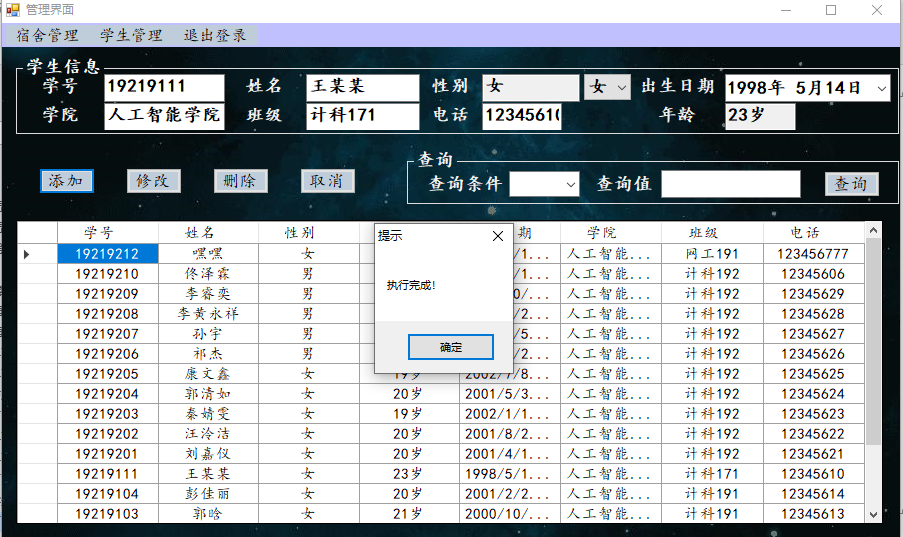 管理界面
宿舍管理 学生管理 退出登录
学生信息
学号 19219111 姓名 王某某 性别 女 女 出生日期 1998年 5月14日
学院 人工智能学院 班级 计科171 电话 12345610 年龄 23岁
添加 修改 删除 取消
查询
查询条件 查询值 查询
学号 姓名 性别 期 学院 班级 电话
19219212 嘿嘿 女 /1... 人工智能... 网工191 123456777
19219210 佟泽霖 男 /1... 人工智能... 计科192 12345606
19219209 李睿奕 男 0/... 人工智能... 计科192 12345629
19219208 李黄永祥 男 /2... 人工智能... 计科192 12345628
19219207 孙宇 男 /5... 人工智能... 计科192 12345627
19219206 祁杰 男 /2... 人工智能... 计科192 12345626
19219205 康文鑫 女 19岁 2002/7/8... 人工智能... 计科192 12345625
19219204 郭清如 女 20岁 2001/5/3... 人工智能... 计科192 12345624
19219203 秦婧雯 女 19岁 2002/1/1... 人工智能... 计科192 12345623
19219202 汪泠洁 女 20岁 2001/8/2... 人工智能... 计科192 12345622
19219201 刘嘉仪 女 20岁 2001/4/1... 人工智能... 计科192 12345621
19219111 王某某 女 23岁 1998/5/1... 人工智能... 计科171 12345610
19219104 彭佳丽 女 20岁 2001/2/2... 人工智能... 计科191 12345614
19219103 郭晗 女 21岁 2000/10/... 人工智能... 计科191 12345613
提示
执行完成!
确定